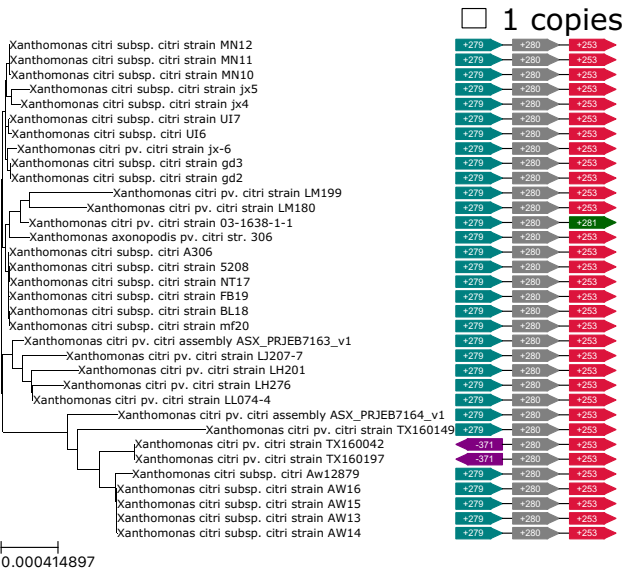 1 copies
Xanthomonas citri subsp. citri strain MN12 +279 +280 +253
Xanthomonas citri subsp. citri strain MN11 +279 +280 +253
Xanthomonas citri subsp. citri strain MN10 +279 +280 +253
Xanthomonas citri subsp. citri strain jx5 +279 +280 +253
Xanthomonas citri subsp. citri strain jx4 +279 +280 +253
Xanthomonas citri subsp. citri strain UI7 +279 +280 +253
Xanthomonas citri subsp. citri UI6 +279 +280 +253
Xanthomonas citri pv. citri strain jx-6 +279 +280 +253
Xanthomonas citri subsp. citri strain gd3 +279 +280 +253
Xanthomonas citri subsp. citri strain gd2 +279 +280 +253
Xanthomonas citri pv. citri strain LM199 +279 +280 +253
Xanthomonas citri pv. citri strain LM180 +279 +280 +253
Xanthomonas citri pv. citri strain 03-1638-1-1 +279 +280 +281
Xanthomonas axonopodis pv. citri str. 306 +279 +280 +253
Xanthomonas citri subsp. citri A306 +279 +280 +253
Xanthomonas citri subsp. citri strain 5208 +279 +280 +253
Xanthomonas citri subsp. citri strain NT17 +279 +280 +253
Xanthomonas citri subsp. citri strain FB19 +279 +280 +253
Xanthomonas citri subsp. citri strain BL18 +279 +280 +253
Xanthomonas citri subsp. citri strain mf20 +279 +280 +253
Xanthomonas citri pv. citri assembly ASX_PRJEB7163_v1 +279 +280 +253
Xanthomonas citri pv. citri strain LJ207-7 +279 +280 +253
Xanthomonas citri pv. citri strain LH201 +279 +280 +253
Xanthomonas citri pv. citri strain LH276 +279 +280 +253
Xanthomonas citri pv. citri strain LL074-4 +279 +280 +253
Xanthomonas citri pv. citri assembly ASX_PRJEB7164_v1 +279 +280 +253
Xanthomonas citri pv. citri strain TX160149 +279 +280 +253
Xanthomonas citri pv. citri strain TX160042 -371 +280 +253
Xanthomonas citri pv. citri strain TX160197 -371 +280 +253
Xanthomonas citri subsp. citri Aw12879 +279 +280 +253
Xanthomonas citri subsp. citri strain AW16 +279 +280 +253
Xanthomonas citri subsp. citri strain AW15 +279 +280 +253
Xanthomonas citri subsp. citri strain AW13 +279 +280 +253
Xanthomonas citri subsp. citri strain AW14 +279 +280 +253
0.000414897